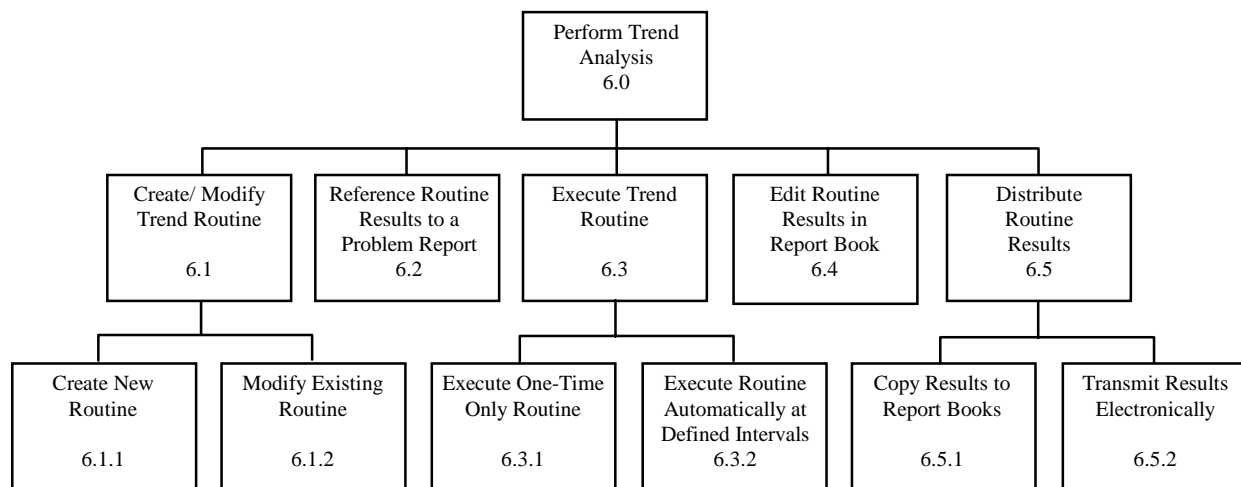 Perform Trend
Analysis
6.0
Create/ Modify
Trend Routine
6.1
Reference Routine
Results to a
Problem Report
6.2
Execute Trend
Routine
6.3
Edit Routine
Results in
Report Book
6.4
Distribute
Routine
Results
6.5
Create New
Routine
6.1.1
Modify Existing
Routine
6.1.2
Execute One-Time
Only Routine
6.3.1
Execute Routine
Automatically at
Defined Intervals
6.3.2
Copy Results to
Report Books
6.5.1
Transmit Results
Electronically
6.5.2